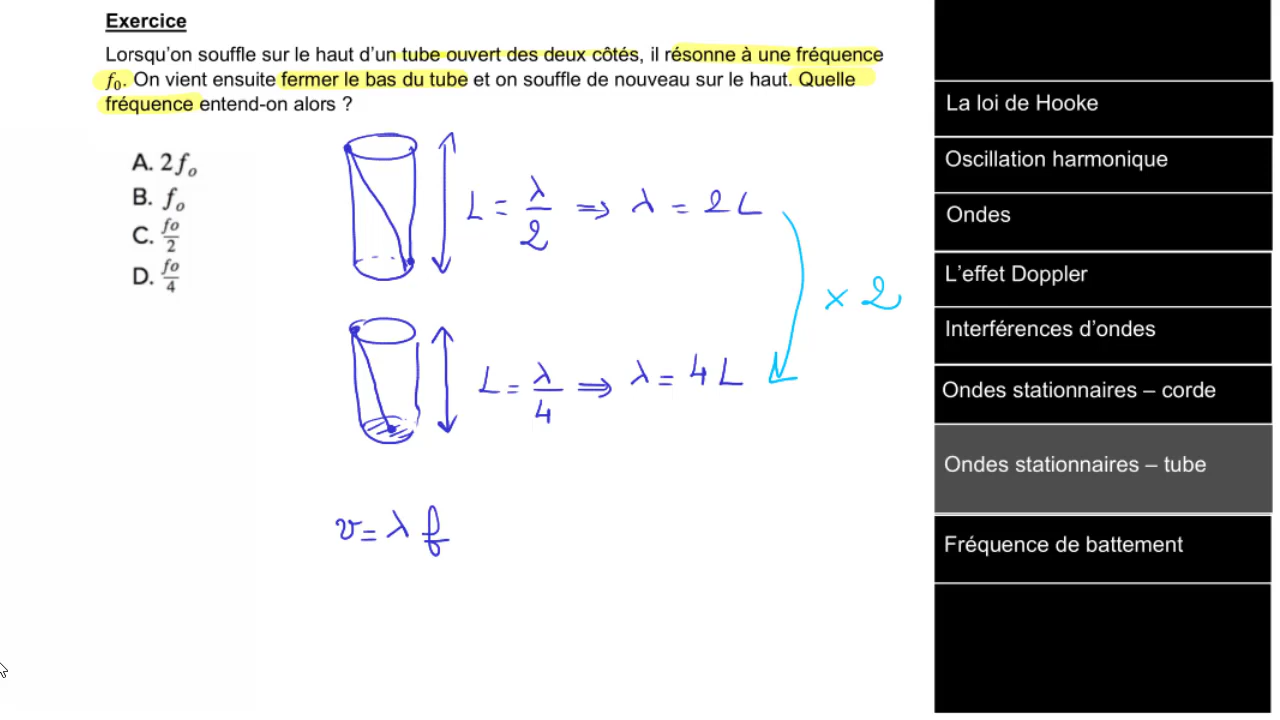 Exercice
Lorsqu'on souffle sur le haut d'un tube ouvert des deux côtés, il résonne à une fréquence
f₀. On vient ensuite fermer le bas du tube et on souffle de nouveau sur le haut. Quelle
fréquence entend-on alors ?
A. 2fₒ
B. fₒ
C. fo/2
D. fo/4
L = λ/2 ⇒ λ = 2L
× 2
L = λ/4 ⇒ λ = 4L
v = λ f
La loi de Hooke
Oscillation harmonique
Ondes
L'effet Doppler
Interférences d'ondes
Ondes stationnaires – corde
Ondes stationnaires – tube
Fréquence de battement